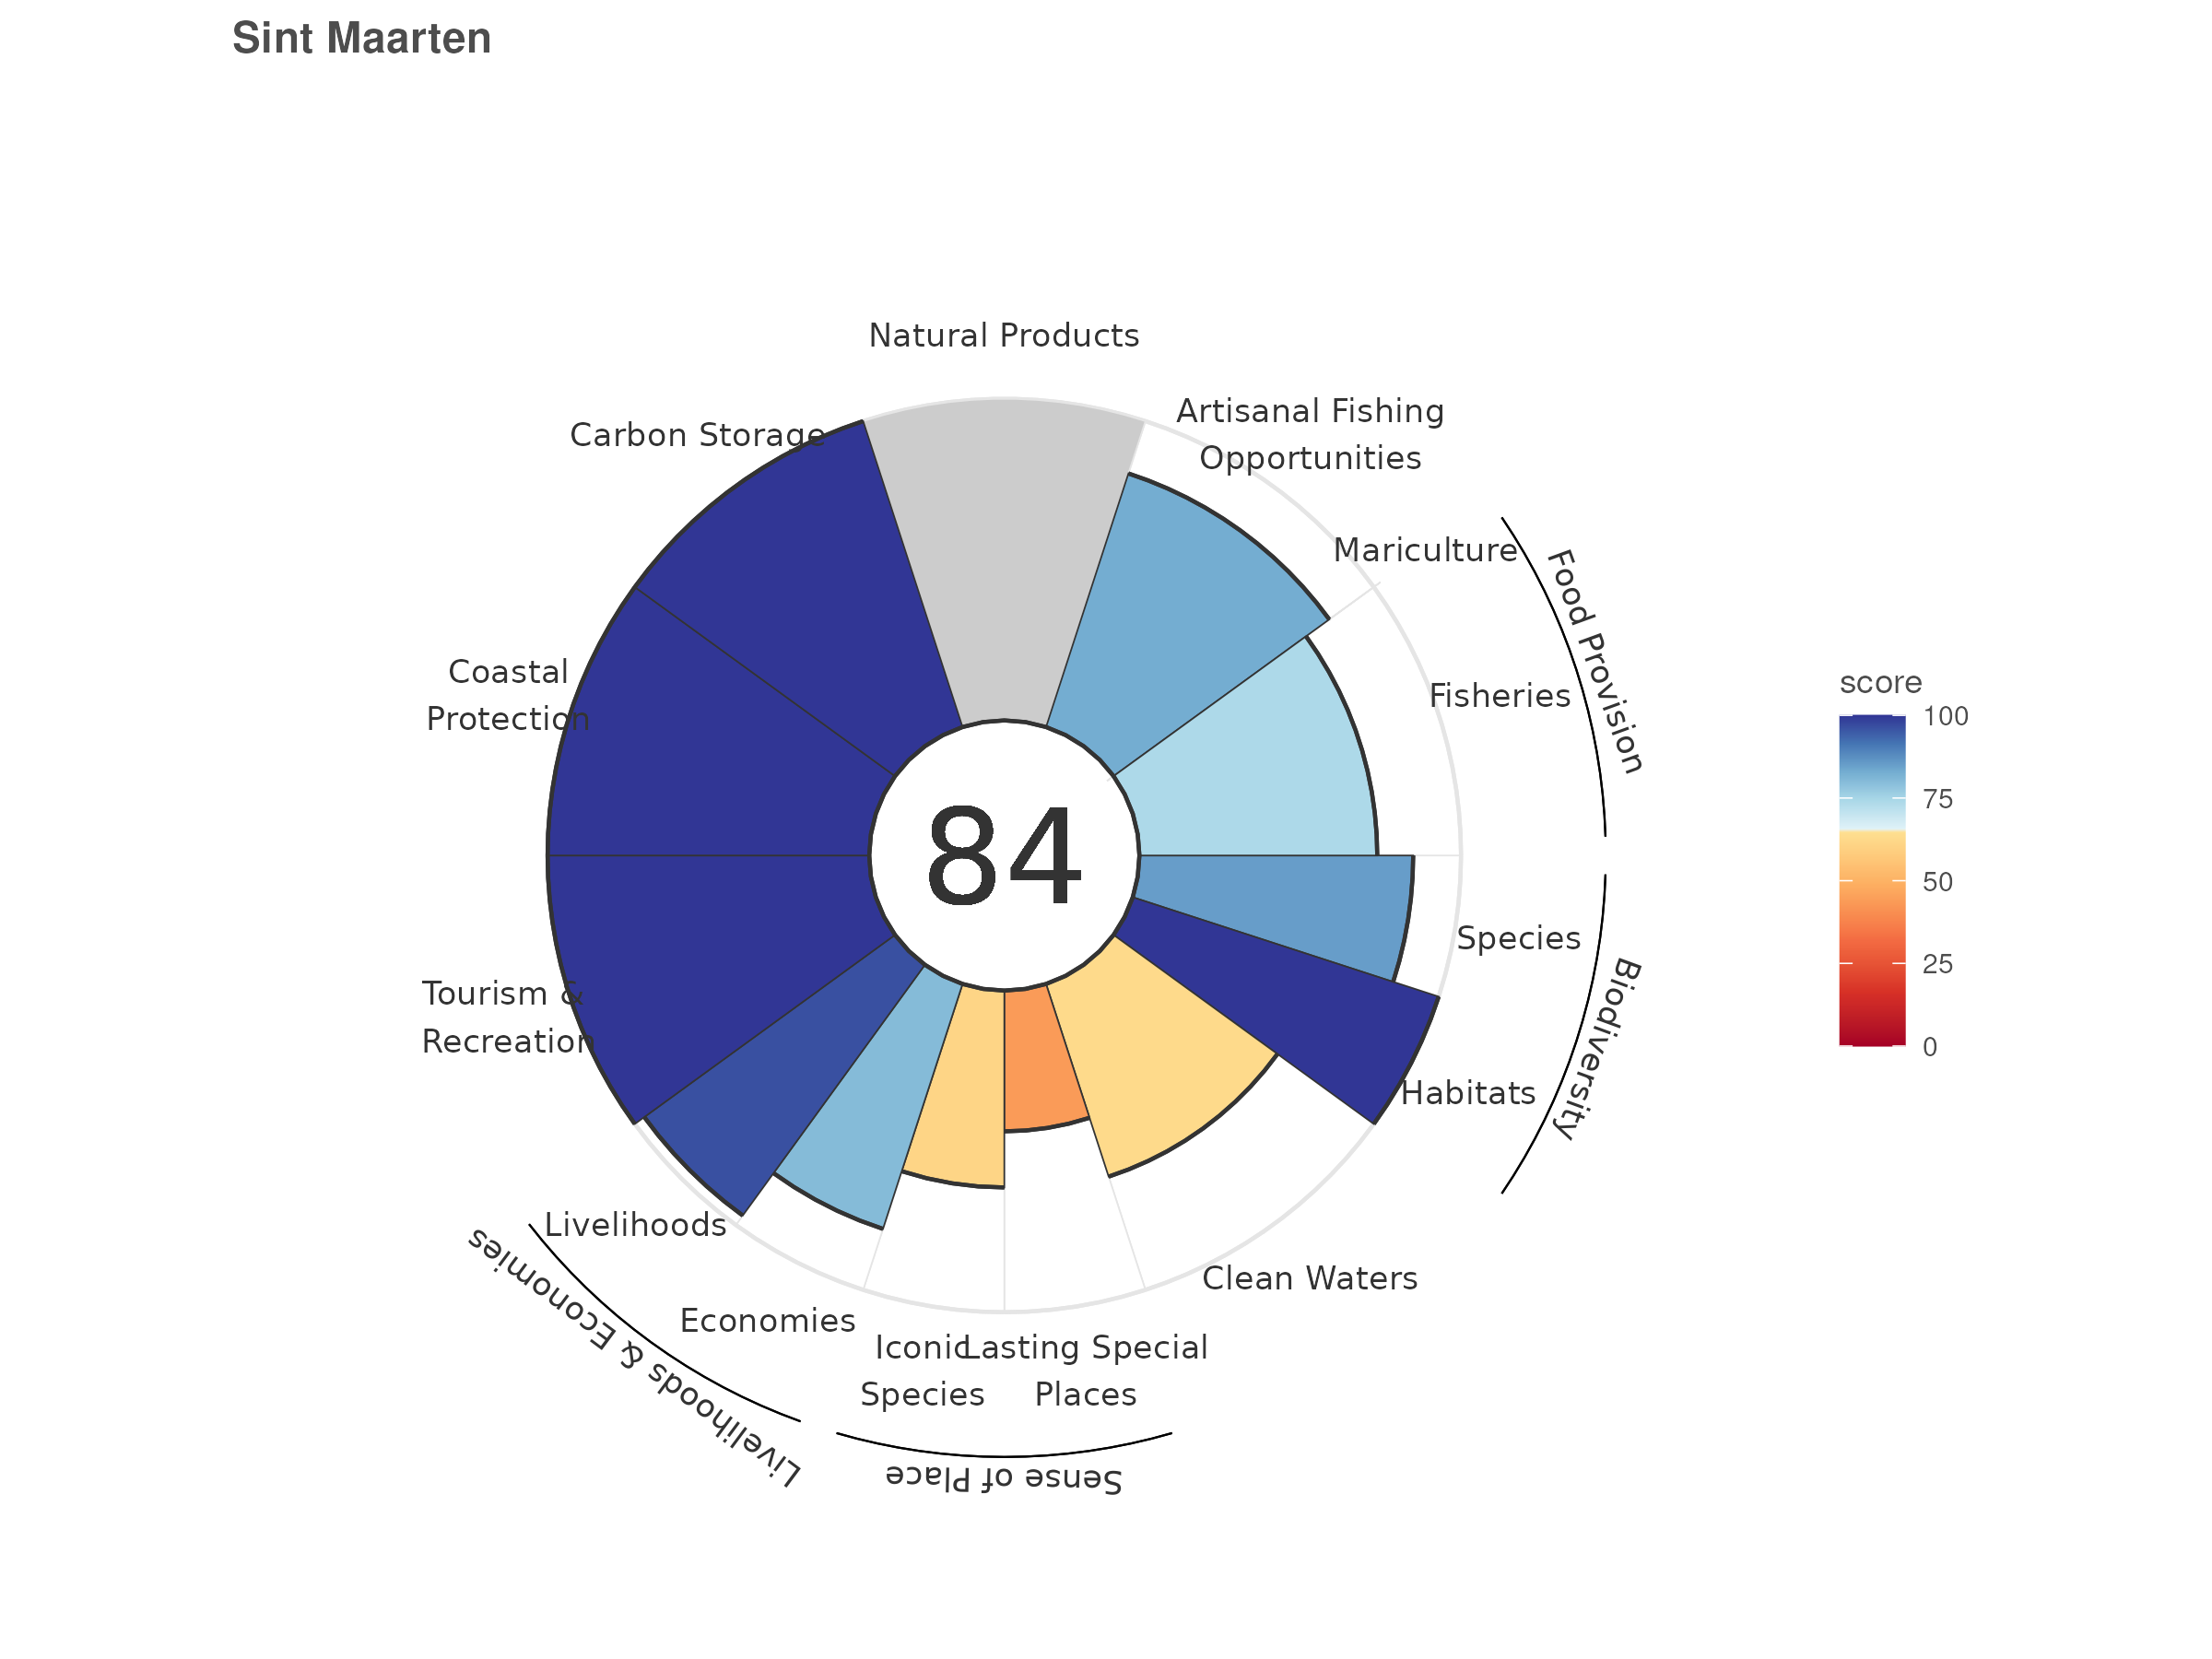 Sint Maarten
Natural Products
Artisanal Fishing
Opportunities
Carbon Storage
Mariculture
Food Provision
Fisheries
Coastal
Protection
score
100
75
50
25
0
84
Species
Biodiversity
Habitats
Tourism &
Recreation
Livelihoods
Livelihoods & Economies
Clean Waters
Economies
Iconic
Species
Lasting Special
Places
Sense of Place